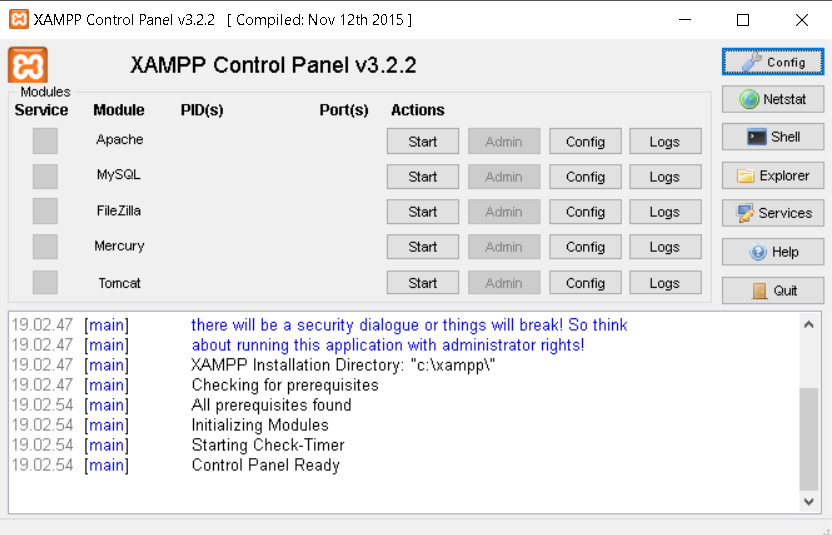 XAMPP Control Panel v3.2.2 [ Compiled: Nov 12th 2015 ]
XAMPP Control Panel v3.2.2
Config
Modules
Service Module PID(s) Port(s) Actions
Netstat
Apache Start Admin Config Logs
Shell
MySQL Start Admin Config Logs
Explorer
FileZilla Start Admin Config Logs
Services
Mercury Start Admin Config Logs
Help
Tomcat Start Admin Config Logs
Quit
19.02.47 [main] there will be a security dialogue or things will break! So think
19.02.47 [main] about running this application with administrator rights!
19.02.47 [main] XAMPP Installation Directory: "c:\xampp\"
19.02.47 [main] Checking for prerequisites
19.02.54 [main] All prerequisites found
19.02.54 [main] Initializing Modules
19.02.54 [main] Starting Check-Timer
19.02.54 [main] Control Panel Ready